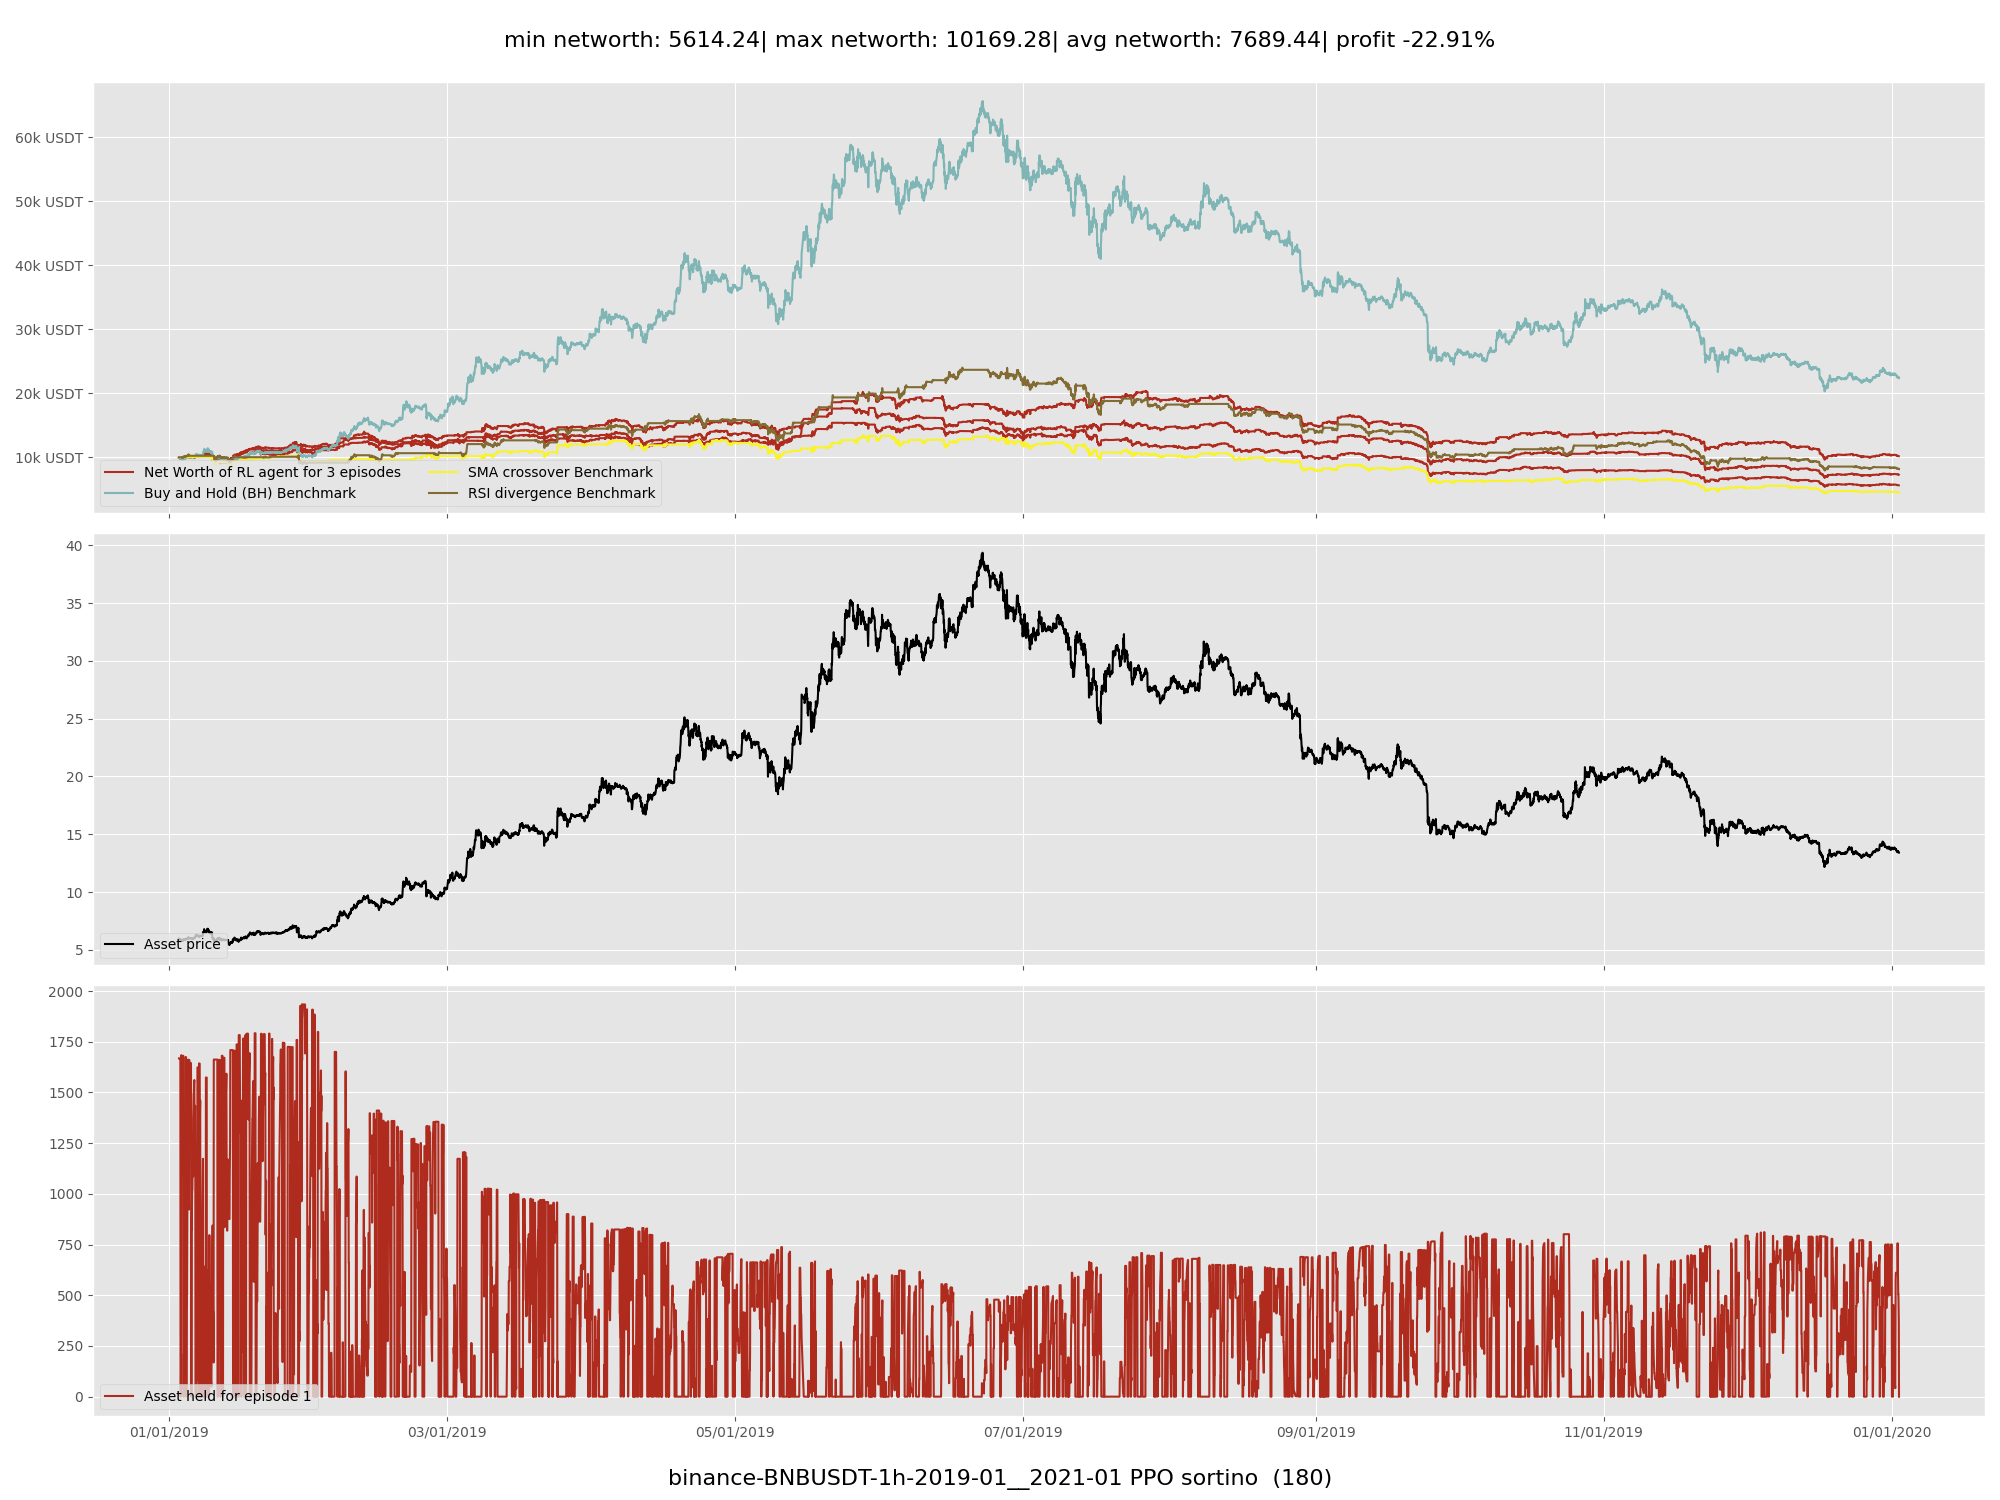 min networth: 5614.24| max networth: 10169.28| avg networth: 7689.44| profit -22.91%
60k USDT
50k USDT
40k USDT
30k USDT
20k USDT
10k USDT
Net Worth of RL agent for 3 episodes
Buy and Hold (BH) Benchmark
SMA crossover Benchmark
RSI divergence Benchmark
40
35
30
25
20
15
10
5
Asset price
2000
1750
1500
1250
1000
750
500
250
0
Asset held for episode 1
01/01/2019
03/01/2019
05/01/2019
07/01/2019
09/01/2019
11/01/2019
01/01/2020
binance-BNBUSDT-1h-2019-01__2021-01 PPO sortino (180)